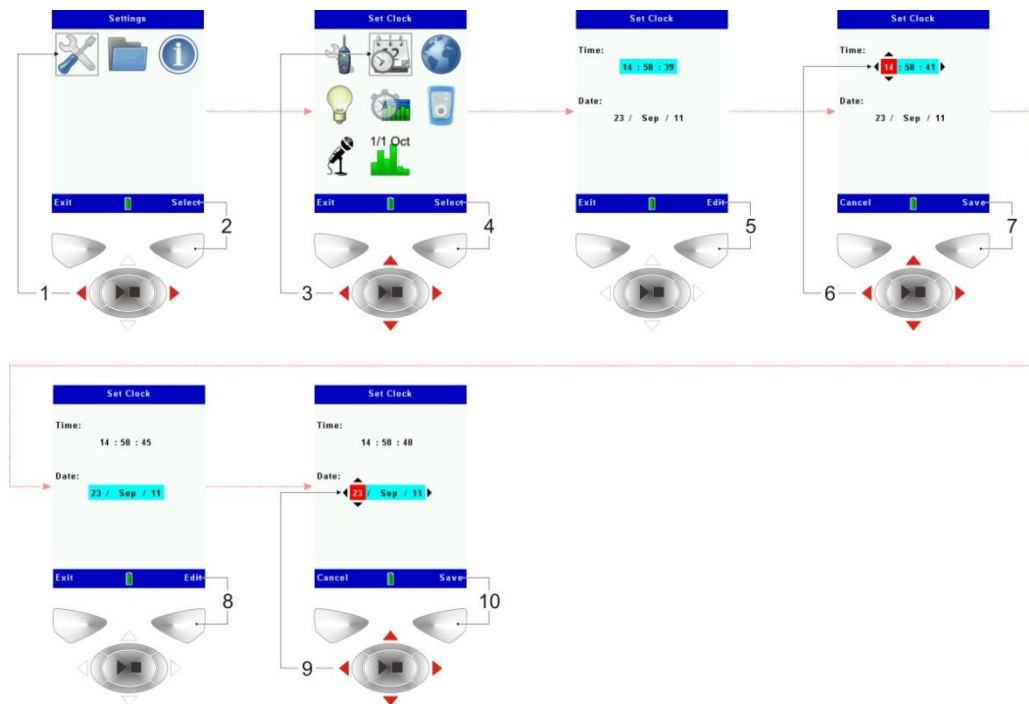 Settings
Exit Select
2
1
Set Clock
1/1 Oct
Exit Select
4
3
Set Clock
Time:
14 : 58 : 39
Date:
23 / Sep / 11
Exit Edit
5
Set Clock
Time:
14 : 58 : 41
Date:
23 / Sep / 11
Cancel Save
7
6
Set Clock
Time:
14 : 58 : 45
Date:
23 / Sep / 11
Exit Edit
8
Set Clock
Time:
14 : 58 : 48
Date:
23 / Sep / 11
Cancel Save
10
9